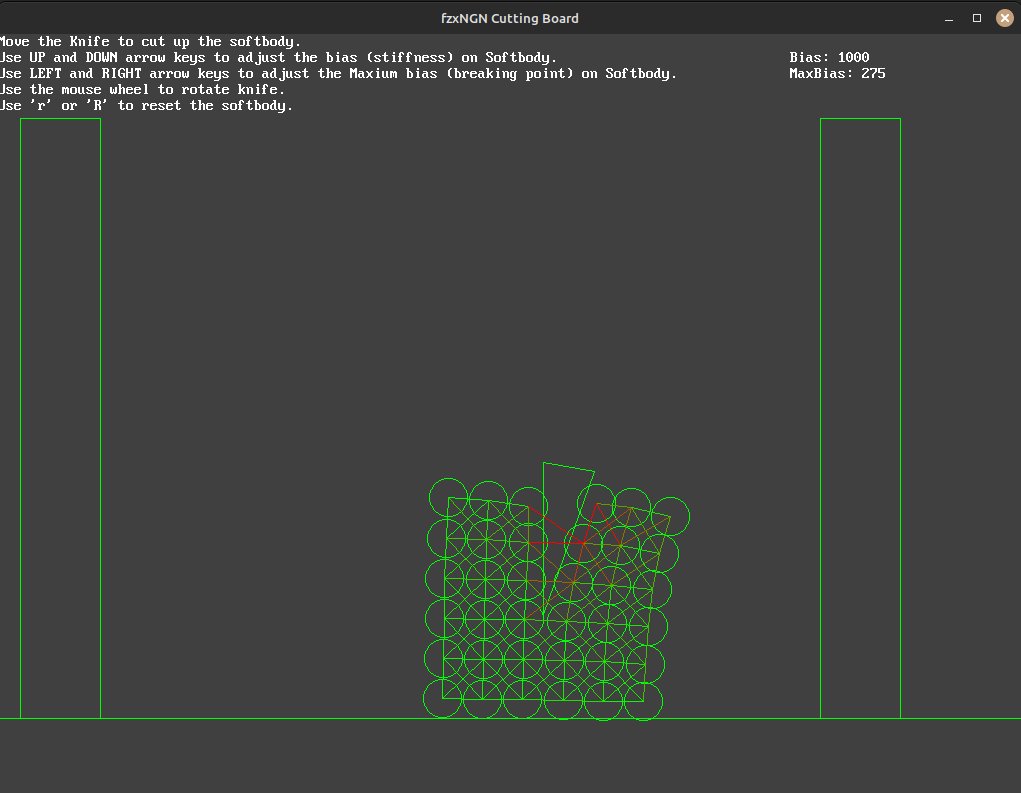 fzxNGN Cutting Board
Move the Knife to cut up the softbody.
Use UP and DOWN arrow keys to adjust the bias (stiffness) on Softbody. Bias: 1000
Use LEFT and RIGHT arrow keys to adjust the Maxium bias (breaking point) on Softbody. MaxBias: 275
Use the mouse wheel to rotate knife.
Use 'r' or 'R' to reset the softbody.